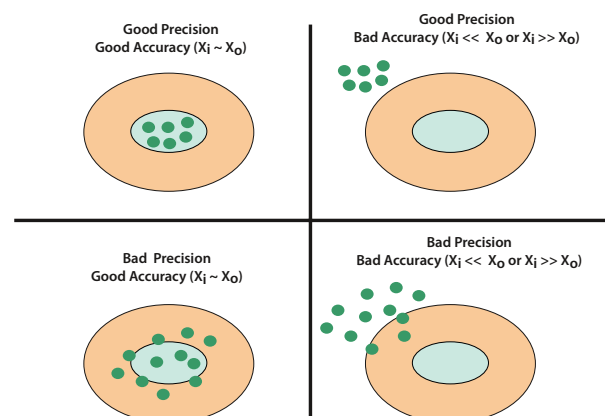 Good Precision
Good Accuracy (Xi ~ Xo)
Good Precision
Bad Accuracy (Xi << Xo or Xi >> Xo)
Bad Precision
Good Accuracy (Xi ~ Xo)
Bad Precision
Bad Accuracy (Xi << Xo or Xi >> Xo)